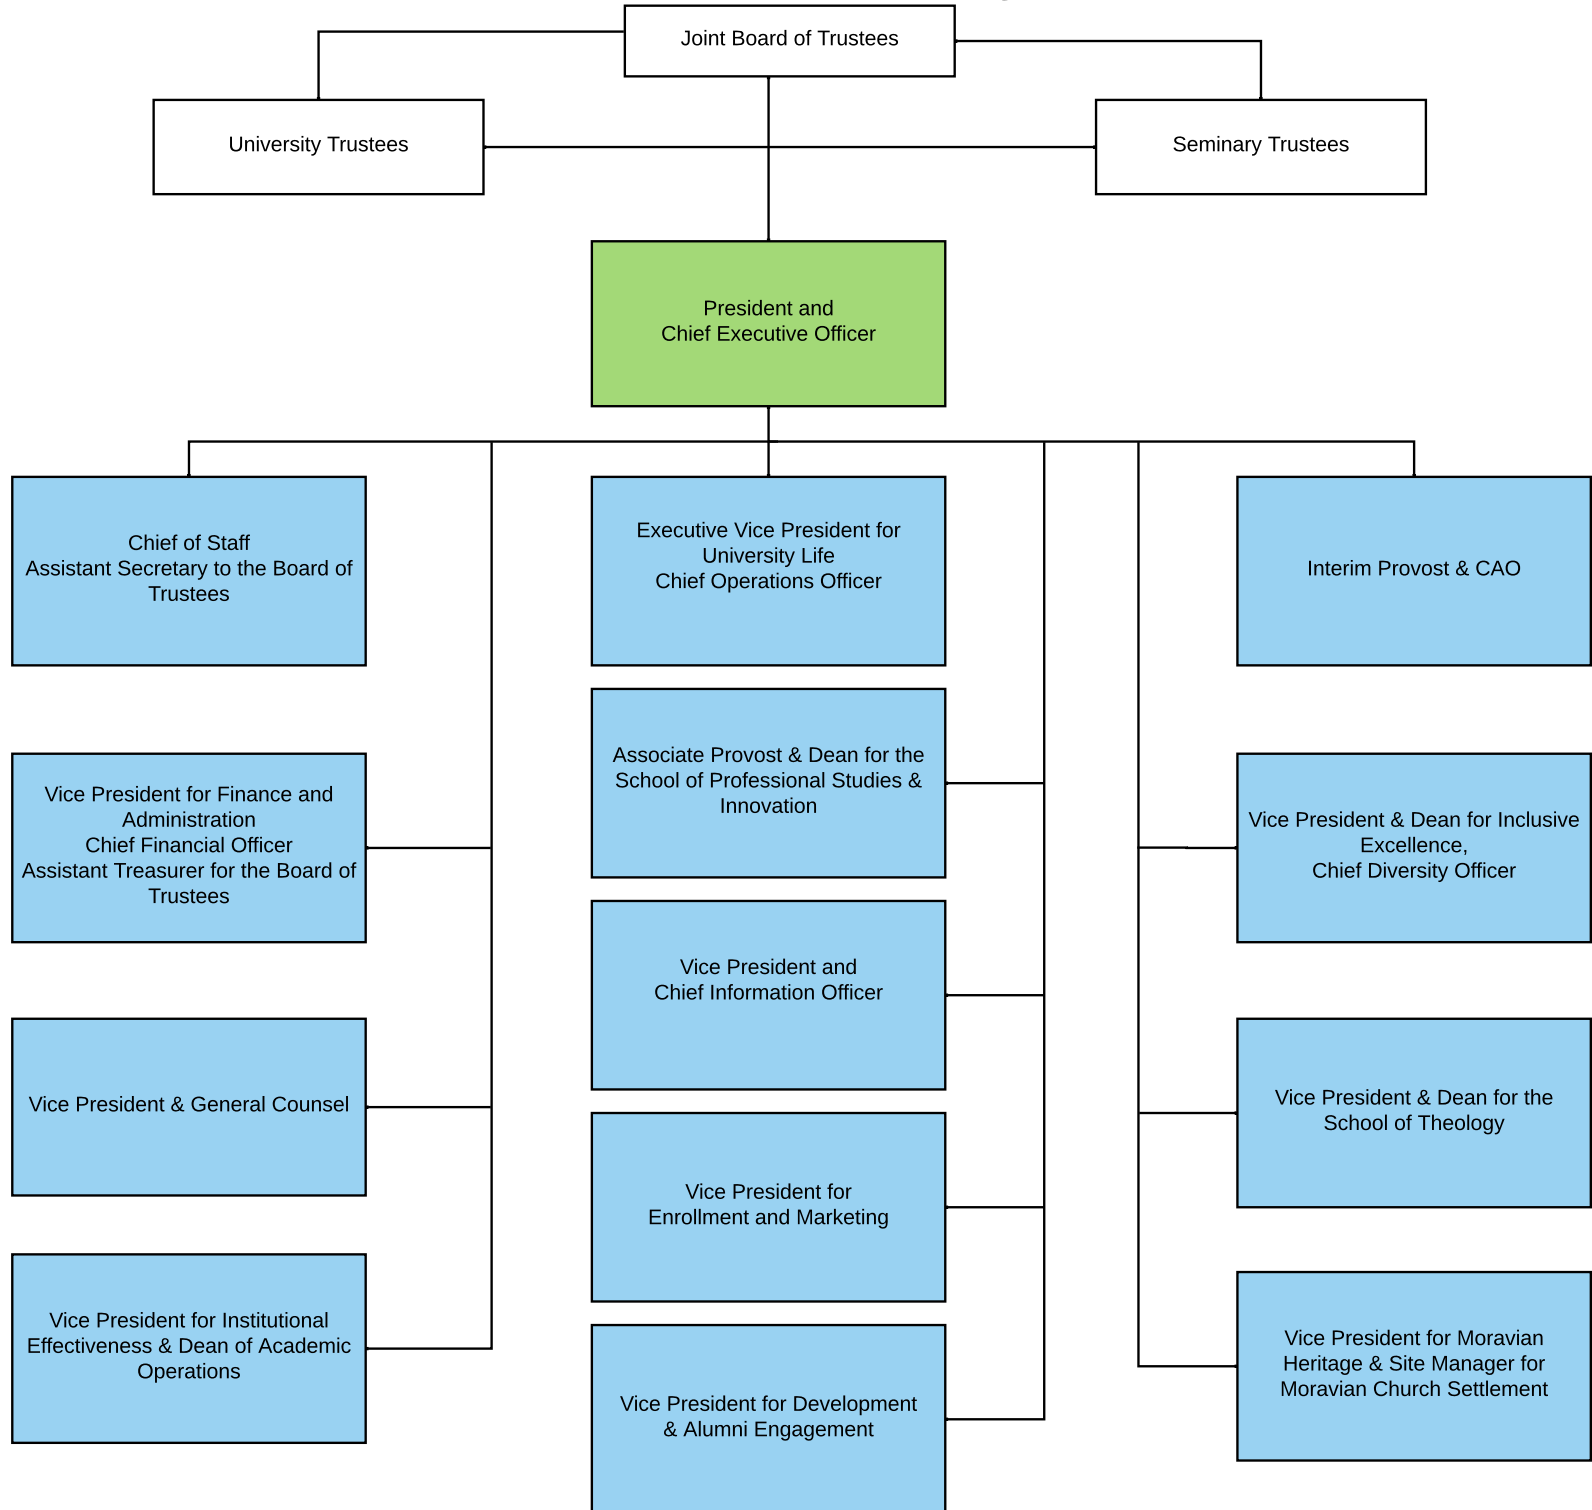 Joint Board of Trustees
University Trustees
Seminary Trustees
President and
Chief Executive Officer
Chief of Staff
Assistant Secretary to the Board of
Trustees
Executive Vice President for
University Life
Chief Operations Officer
Interim Provost & CAO
Associate Provost & Dean for the
School of Professional Studies &
Innovation
Vice President for Finance and
Administration
Chief Financial Officer
Assistant Treasurer for the Board of
Trustees
Vice President & Dean for Inclusive
Excellence,
Chief Diversity Officer
Vice President and
Chief Information Officer
Vice President & General Counsel
Vice President & Dean for the
School of Theology
Vice President for
Enrollment and Marketing
Vice President for Institutional
Effectiveness & Dean of Academic
Operations
Vice President for Moravian
Heritage & Site Manager for
Moravian Church Settlement
Vice President for Development
& Alumni Engagement